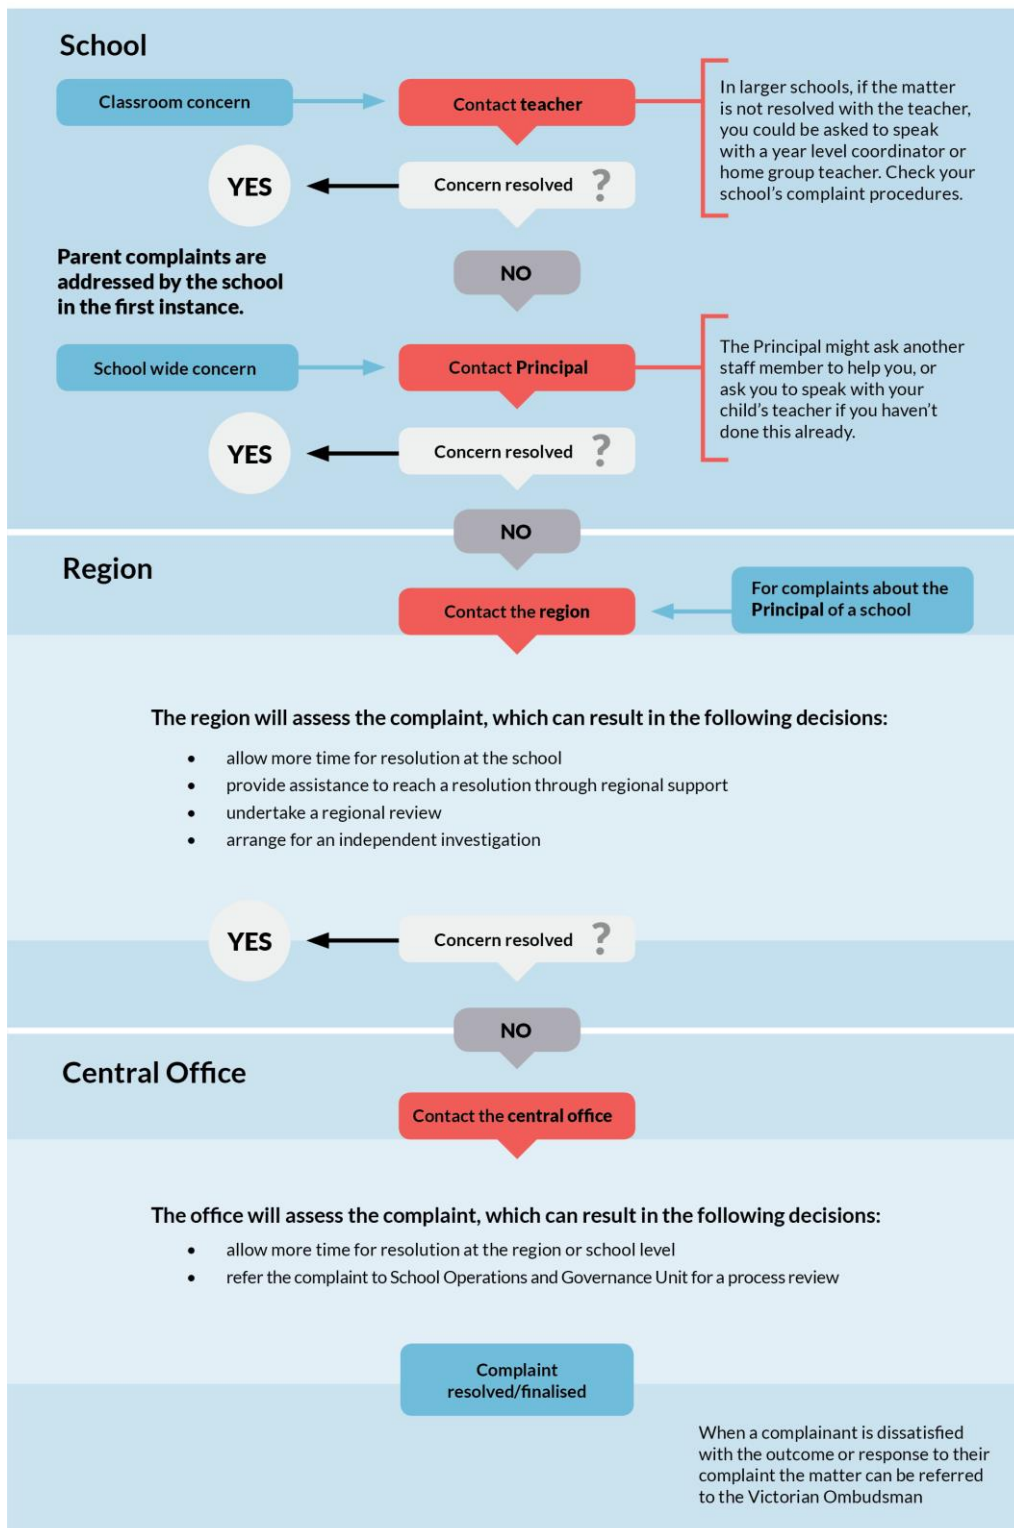 School
Classroom concern
Contact teacher
In larger schools, if the matter
is not resolved with the teacher,
you could be asked to speak
with a year level coordinator or
home group teacher. Check your
school's complaint procedures.
YES
Concern resolved ?
Parent complaints are
addressed by the school
in the first instance.
NO
School wide concern
Contact Principal
The Principal might ask another
staff member to help you, or
ask you to speak with your
child's teacher if you haven't
done this already.
YES
Concern resolved ?
NO
Region
Contact the region
For complaints about the
Principal of a school
The region will assess the complaint, which can result in the following decisions:
• allow more time for resolution at the school
• provide assistance to reach a resolution through regional support
• undertake a regional review
• arrange for an independent investigation
YES
Concern resolved ?
NO
Central Office
Contact the central office
The office will assess the complaint, which can result in the following decisions:
• allow more time for resolution at the region or school level
• refer the complaint to School Operations and Governance Unit for a process review
Complaint
resolved/finalised
When a complainant is dissatisfied
with the outcome or response to their
complaint the matter can be referred
to the Victorian Ombudsman